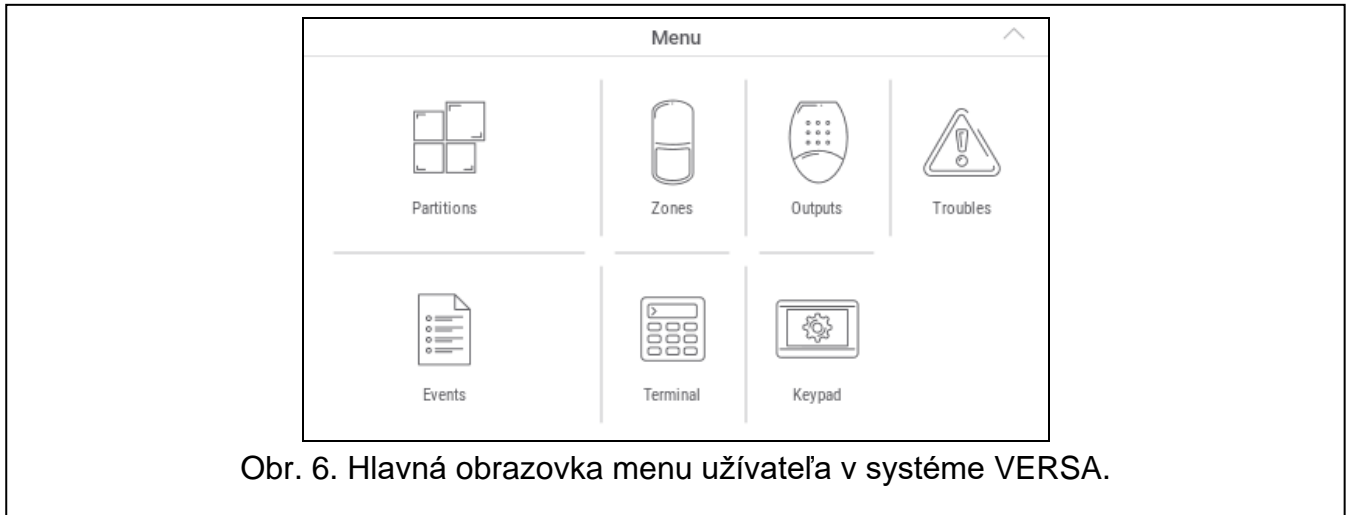 Menu
Partitions
Zones
Outputs
Troubles
Events
Terminal
Keypad
Obr. 6. Hlavná obrazovka menu užívateľa v systéme VERSA.